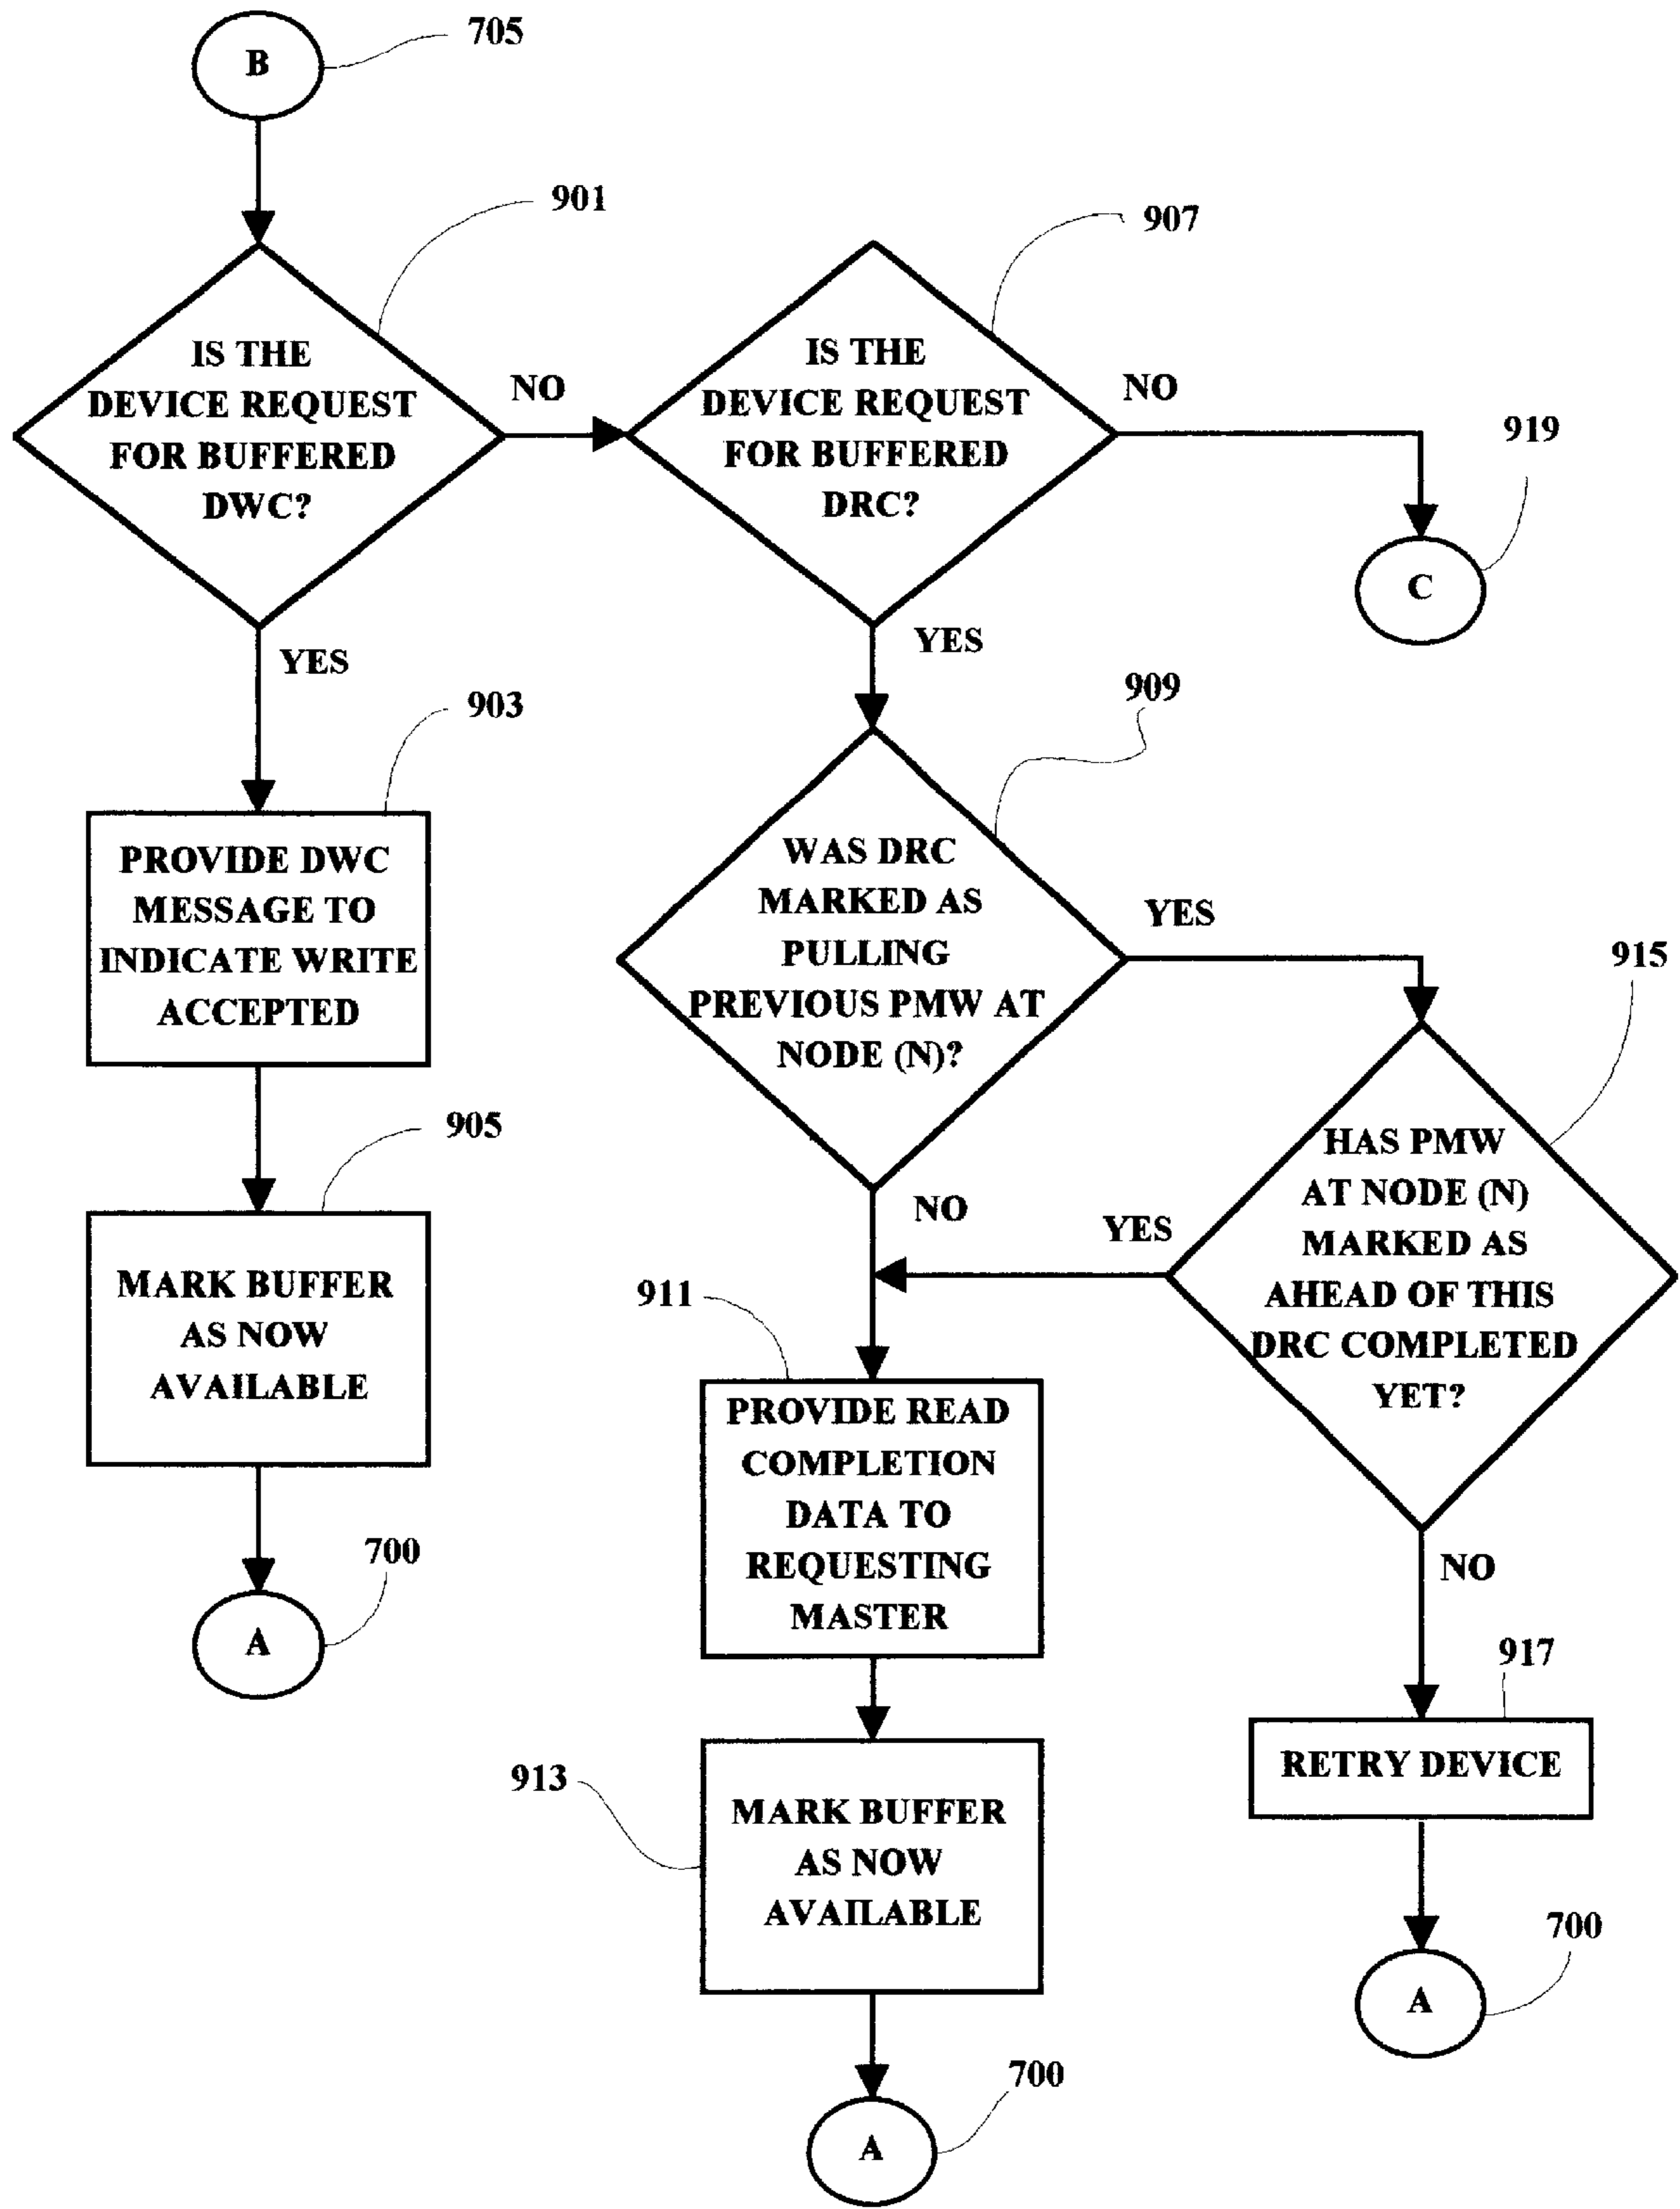 B
705
901
IS THE
DEVICE REQUEST
FOR BUFFERED
DWC?
NO
YES
907
IS THE
DEVICE REQUEST
FOR BUFFERED
DRC?
NO
YES
919
C
903
PROVIDE DWC
MESSAGE TO
INDICATE WRITE
ACCEPTED
905
MARK BUFFER
AS NOW
AVAILABLE
700
A
909
WAS DRC
MARKED AS
PULLING
PREVIOUS PMW AT
NODE (N)?
YES
NO
915
HAS PMW
AT NODE (N)
MARKED AS
AHEAD OF THIS
DRC COMPLETED
YET?
YES
NO
911
PROVIDE READ
COMPLETION
DATA TO
REQUESTING
MASTER
913
MARK BUFFER
AS NOW
AVAILABLE
700
A
917
RETRY DEVICE
700
A